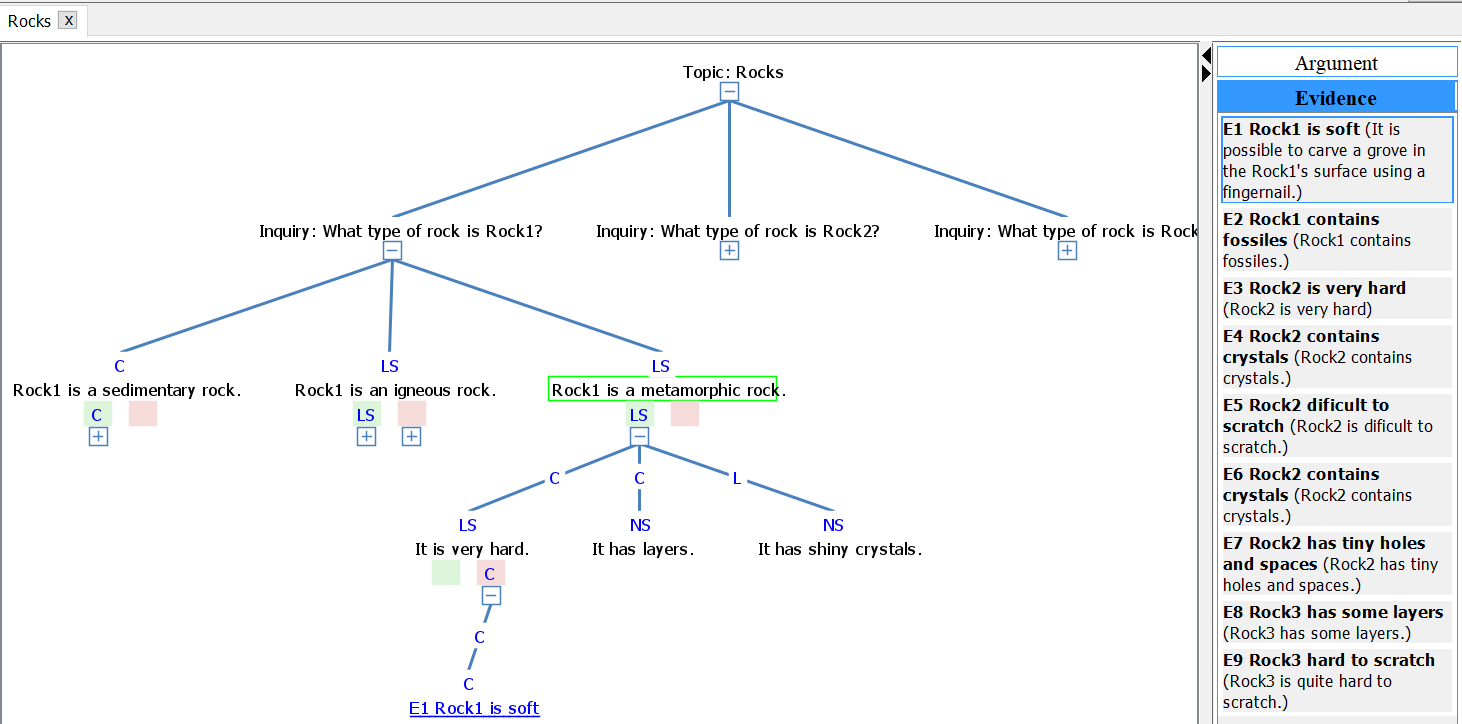 Rocks x
Topic: Rocks
Inquiry: What type of rock is Rock1?
Inquiry: What type of rock is Rock2?
Inquiry: What type of rock is Rock
C
LS
LS
Rock1 is a sedimentary rock.
Rock1 is an igneous rock.
Rock1 is a metamorphic rock.
C
LS
LS
C
C
L
LS
NS
NS
It is very hard.
It has layers.
It has shiny crystals.
C
C
C
E1 Rock1 is soft
Argument
Evidence
E1 Rock1 is soft (It is
possible to carve a grove in
the Rock1's surface using a
fingernail.)
E2 Rock1 contains
fossiles (Rock1 contains
fossiles.)
E3 Rock2 is very hard
(Rock2 is very hard)
E4 Rock2 contains
crystals (Rock2 contains
crystals.)
E5 Rock2 dificult to
scratch (Rock2 is dificult to
scratch.)
E6 Rock2 contains
crystals (Rock2 contains
crystals.)
E7 Rock2 has tiny holes
and spaces (Rock2 has tiny
holes and spaces.)
E8 Rock3 has some layers
(Rock3 has some layers.)
E9 Rock3 hard to scratch
(Rock3 is quite hard to
scratch.)